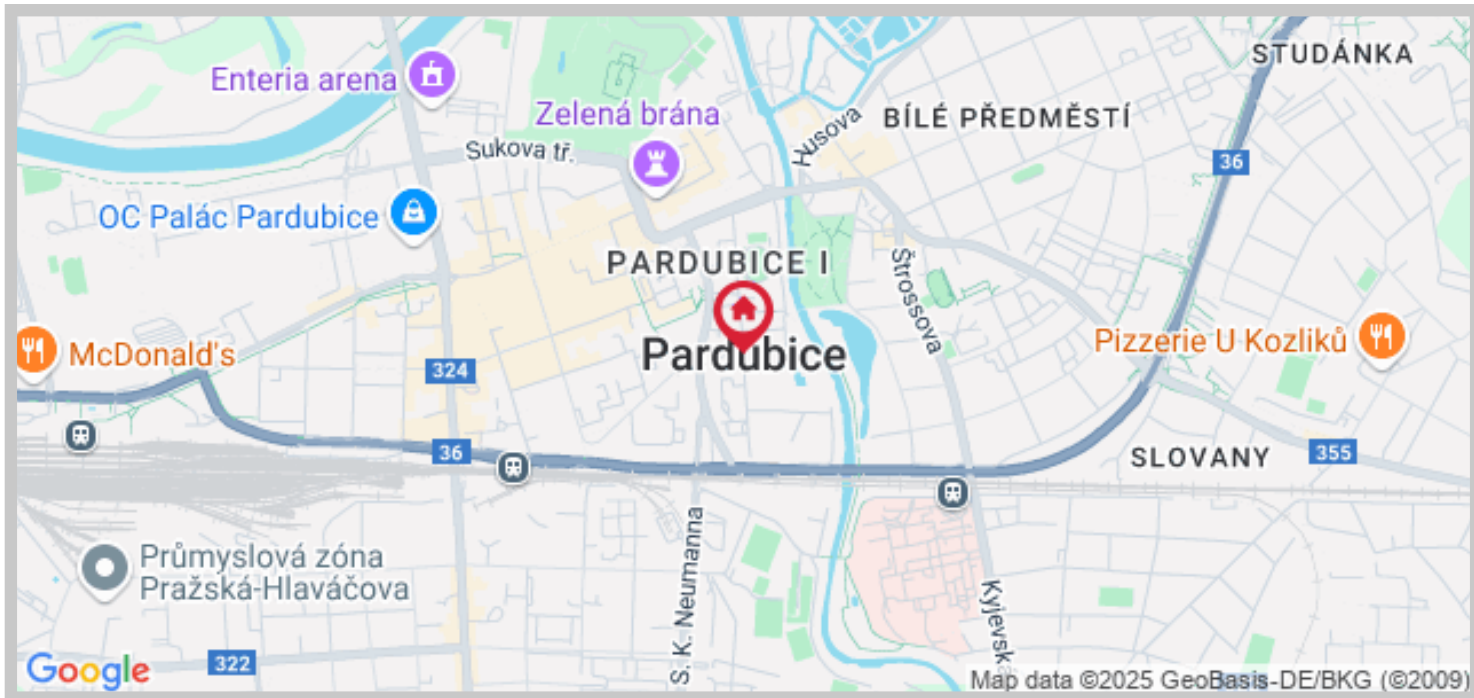 STUDÁNKA
Enteria arena
Zelená brána
Husova
BÍLÉ PŘEDMĚSTÍ
Sukova tř.
36
OC Palác Pardubice
PARDUBICE I
Štrossova
Pizzerie U Kozliků
McDonald's
Pardubice
324
36
SLOVANY
355
Průmyslová zóna
Pražská-Hlaváčova
S. K. Neumanna
Kyjevská
Google
322
Map data ©2025 GeoBasis-DE/BKG (©2009)